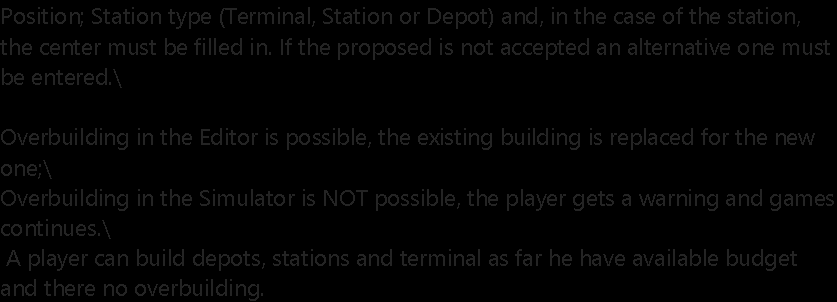 Position; Station type (Terminal, Station or Depot) and, in the case of the station,
the center must be filled in. If the proposed is not accepted an alternative one must
be entered.\
Overbuilding in the Editor is possible, the existing building is replaced for the new
one;\
Overbuilding in the Simulator is NOT possible, the player gets a warning and games
continues.\
A player can build depots, stations and terminal as far he have available budget
and there no overbuilding.